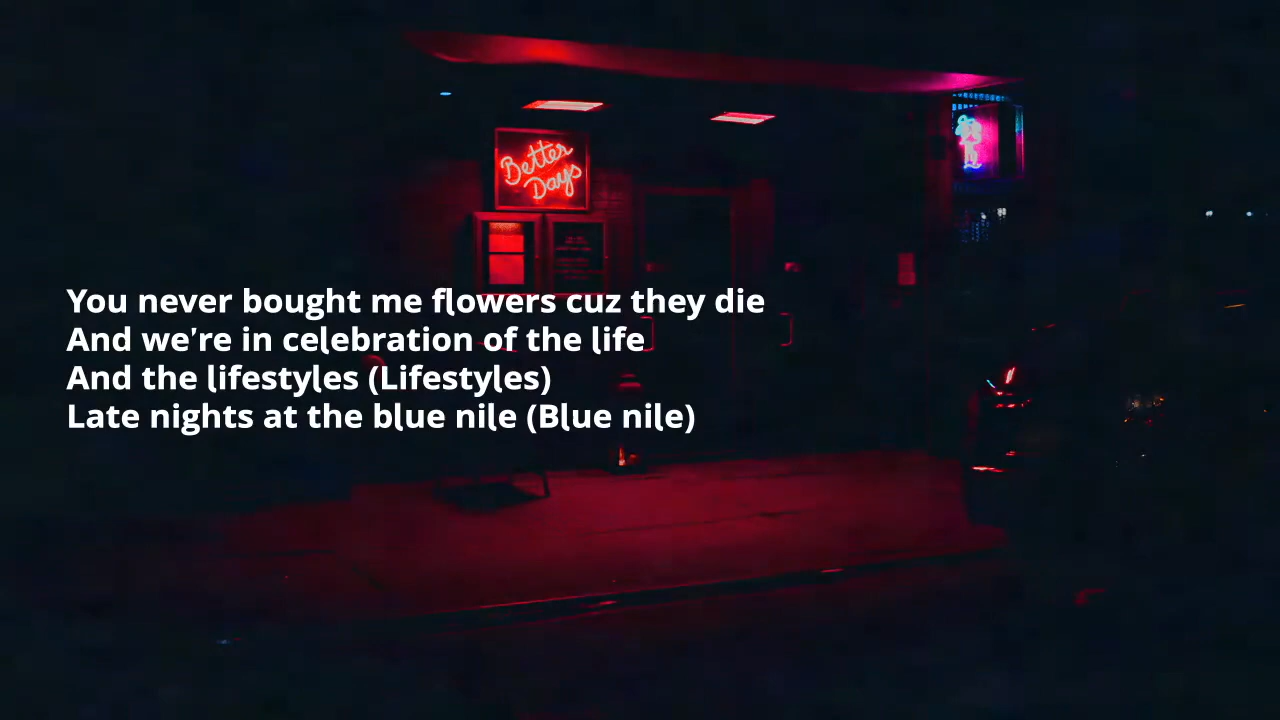 Better
Days
You never bought me flowers cuz they die
And we're in celebration of the life
And the lifestyles (Lifestyles)
Late nights at the blue nile (Blue nile)